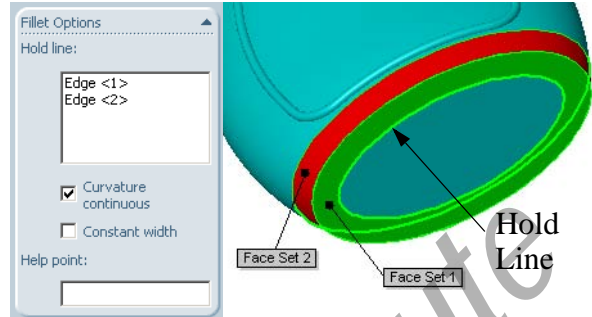 Fillet Options
Hold line:
Edge <1>
Edge <2>
Curvature
continuous
Constant width
Help point:
Face Set 2
Face Set 1
Hold
Line